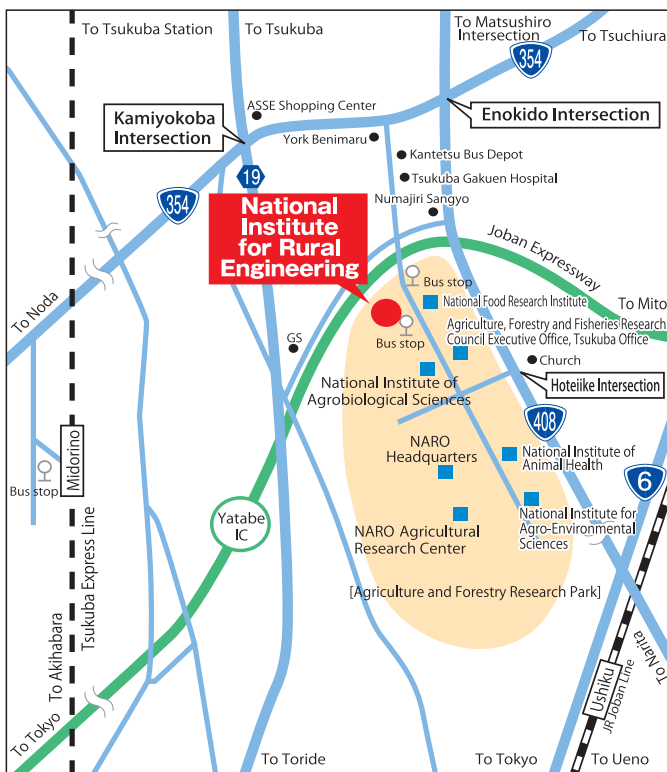 To Tsukuba Station
To Tsukuba
To Matsushiro
Intersection
To Tsuchiura
354
ASSE Shopping Center
Kamiyokoba
Intersection
Enokido Intersection
York Benimaru
Kantetsu Bus Depot
Tsukuba Gakuen Hospital
19
354
Numajiri Sangyo
National
Institute
for Rural
Engineering
Joban Expressway
Bus stop
National Food Research Institute
To Mito
To Noda
Agriculture, Forestry and Fisheries Research
Council Executive Office, Tsukuba Office
Bus stop
GS
Church
National Institute of
Agrobiological Sciences
Hoteiike Intersection
408
NARO
Headquarters
National Institute of
Animal Health
6
Midorino
Bus stop
Yatabe
IC
National Institute for
Agro-Environmental
Sciences
NARO Agricultural
Research Center
Tsukuba Express Line
[Agriculture and Forestry Research Park]
To Akihabara
To Narita
Ushiku
JR Joban Line
To Tokyo
To Toride
To Tokyo
To Ueno